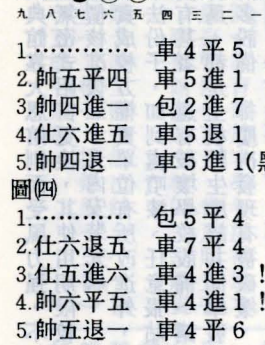 九 八 七 六 五 四 三 二 一
1.………… 車4平5
2.帥五平四 車5進1
3.帥四進一 包2進7
4.仕六進五 車5退1
5.帥四退一 車5進1(
圖㈣
1.………… 包5平4
2.仕六退五 車7平4
3.仕五進六 車4進3!
4.帥六平五 車4進1!
5.帥五退一 車4平6